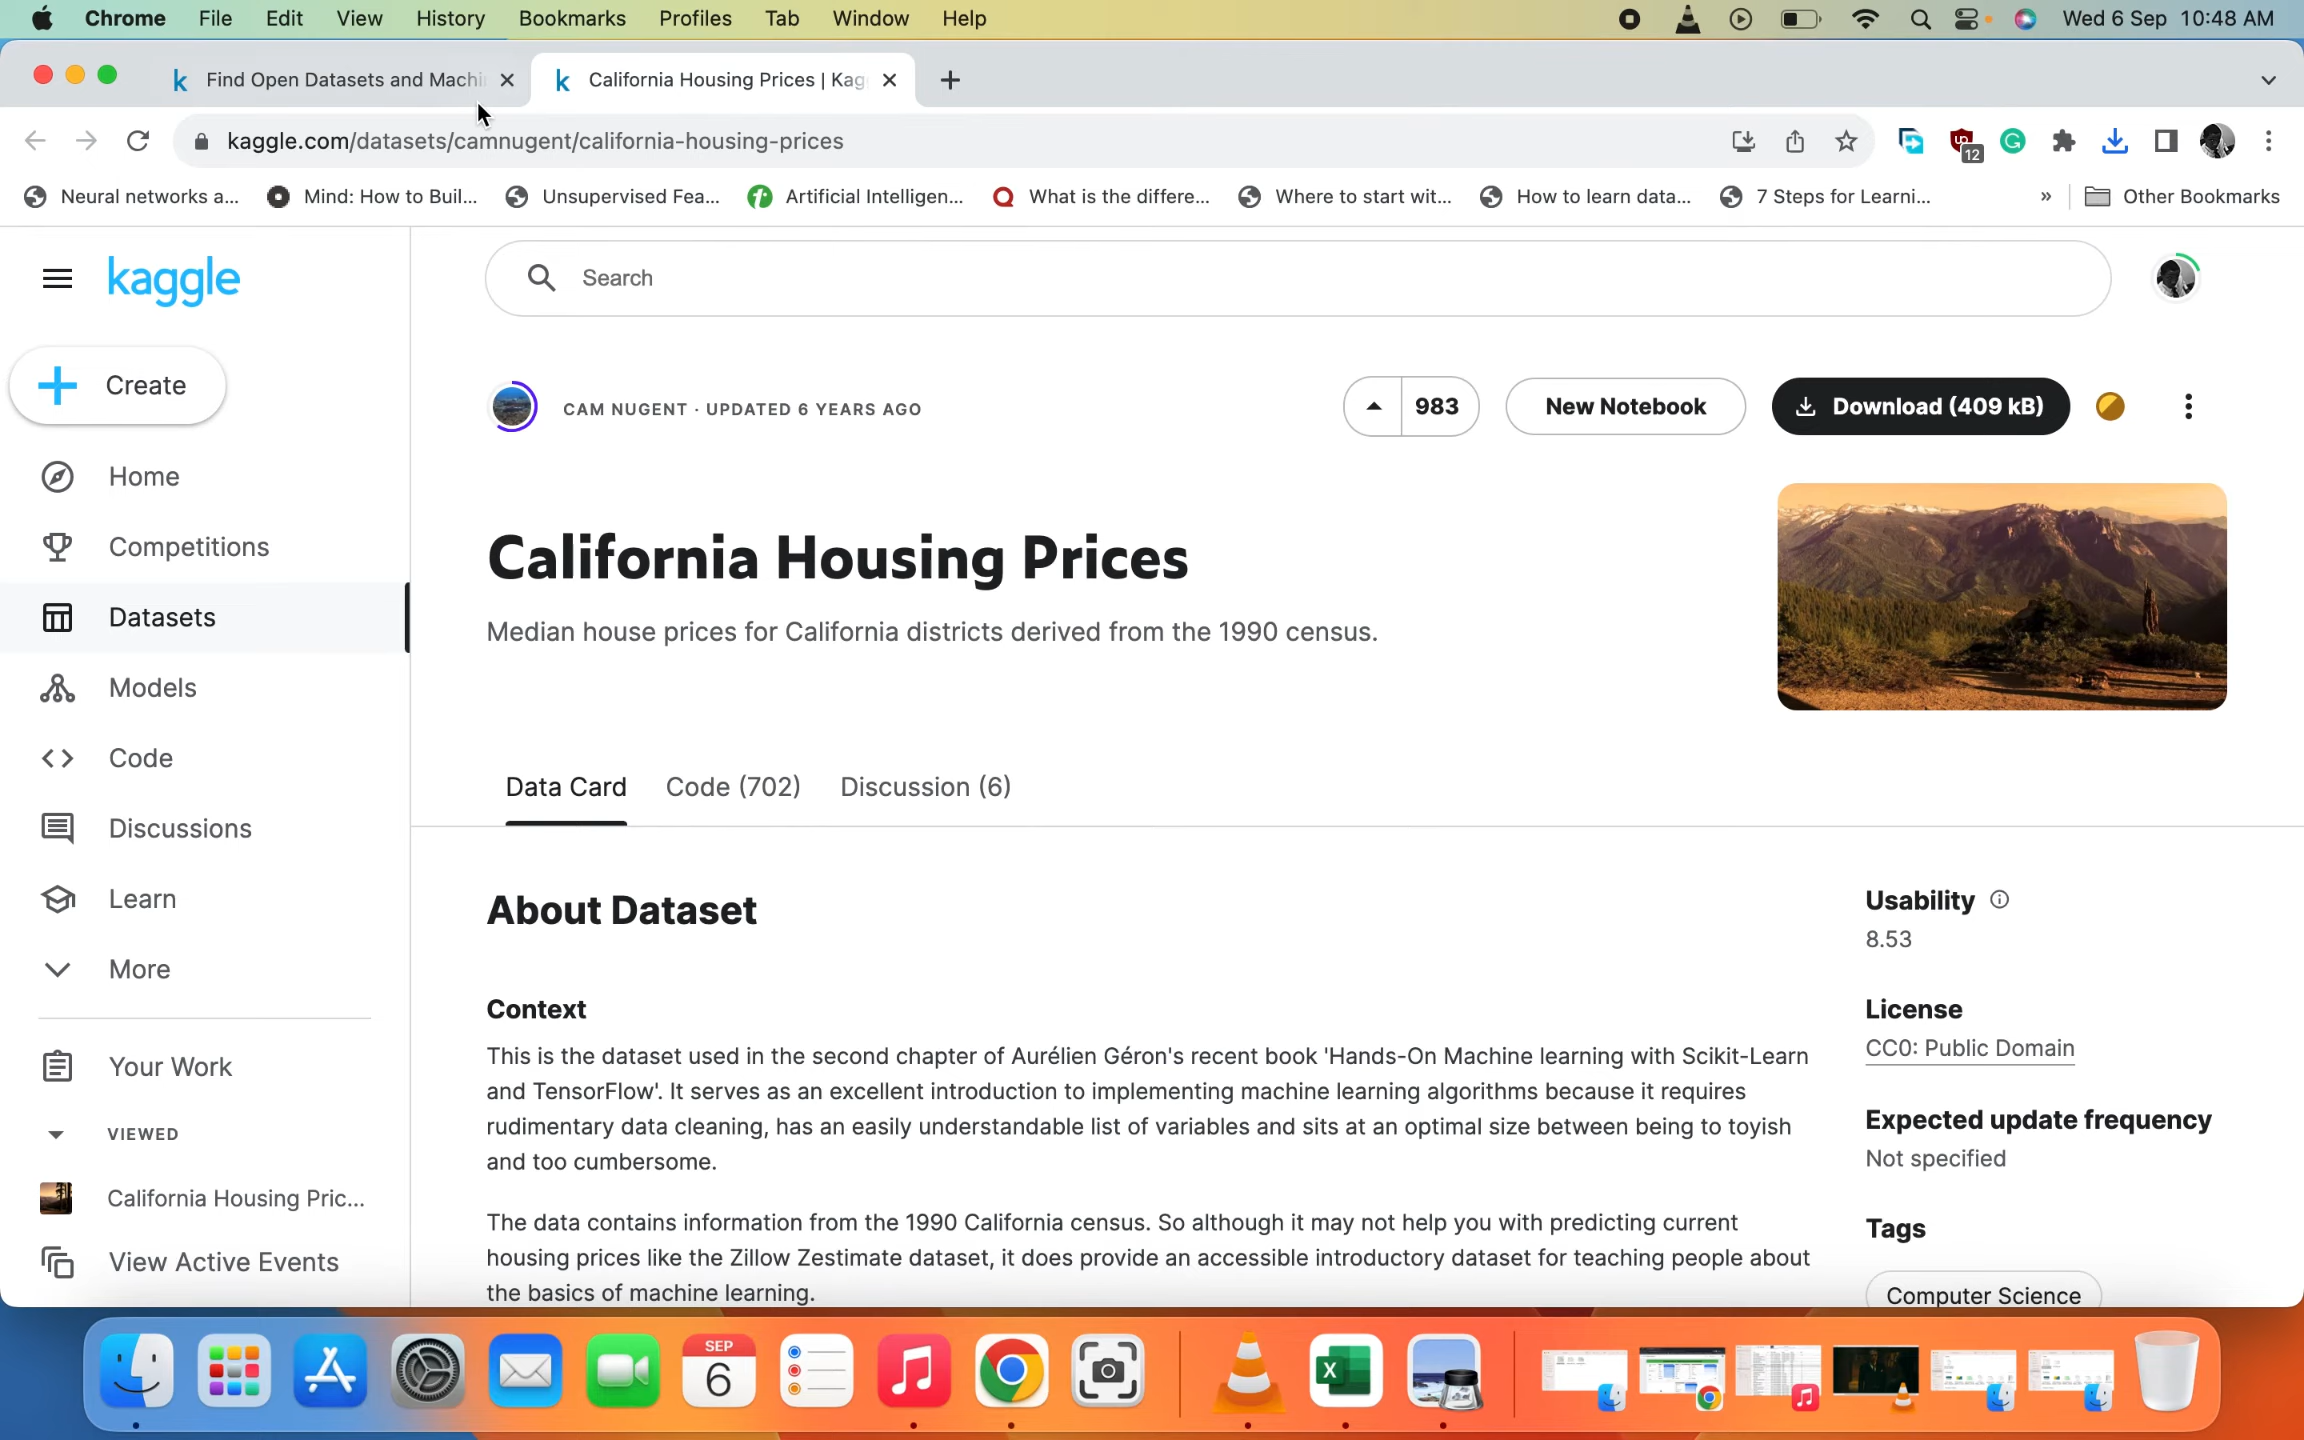 Chrome File Edit View History Bookmarks Profiles Tab Window Help Wed 6 Sep 10:48 AM
Find Open Datasets and Machi
California Housing Prices | Kag
kaggle.com/datasets/camnugent/california-housing-prices
12
Neural networks a...
Mind: How to Buil...
Unsupervised Fea...
Artificial Intelligen...
What is the differe...
Where to start wit...
How to learn data...
7 Steps for Learni...
»
Other Bookmarks
kaggle
Search
Create
Home
Competitions
Datasets
Models
Code
Discussions
Learn
More
Your Work
VIEWED
California Housing Pric...
View Active Events
CAM NUGENT · UPDATED 6 YEARS AGO
983
New Notebook
Download (409 kB)
California Housing Prices
Median house prices for California districts derived from the 1990 census.
Data Card
Code (702)
Discussion (6)
About Dataset
Context
This is the dataset used in the second chapter of Aurélien Géron's recent book 'Hands-On Machine learning with Scikit-Learn
and TensorFlow'. It serves as an excellent introduction to implementing machine learning algorithms because it requires
rudimentary data cleaning, has an easily understandable list of variables and sits at an optimal size between being to toyish
and too cumbersome.
The data contains information from the 1990 California census. So although it may not help you with predicting current
housing prices like the Zillow Zestimate dataset, it does provide an accessible introductory dataset for teaching people about
the basics of machine learning.
Usability
8.53
License
CC0: Public Domain
Expected update frequency
Not specified
Tags
Computer Science
SEP
6